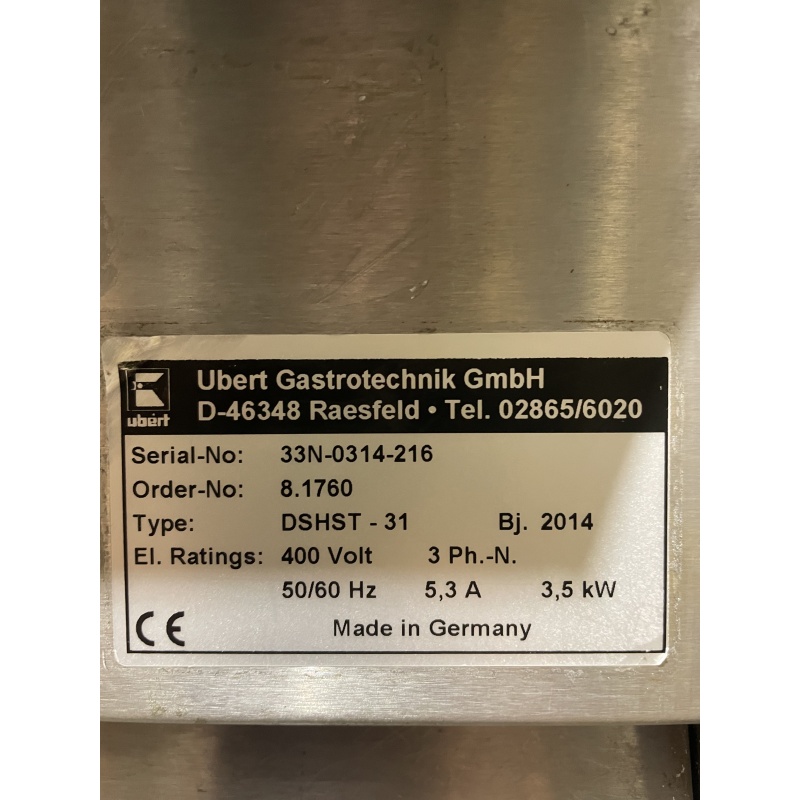 ubert
Ubert Gastrotechnik GmbH
D-46348 Raesfeld • Tel. 02865/6020
Serial-No: 33N-0314-216
Order-No: 8.1760
Type: DSHST - 31 Bj. 2014
El. Ratings: 400 Volt 3 Ph.-N.
50/60 Hz 5,3 A 3,5 kW
CE Made in Germany